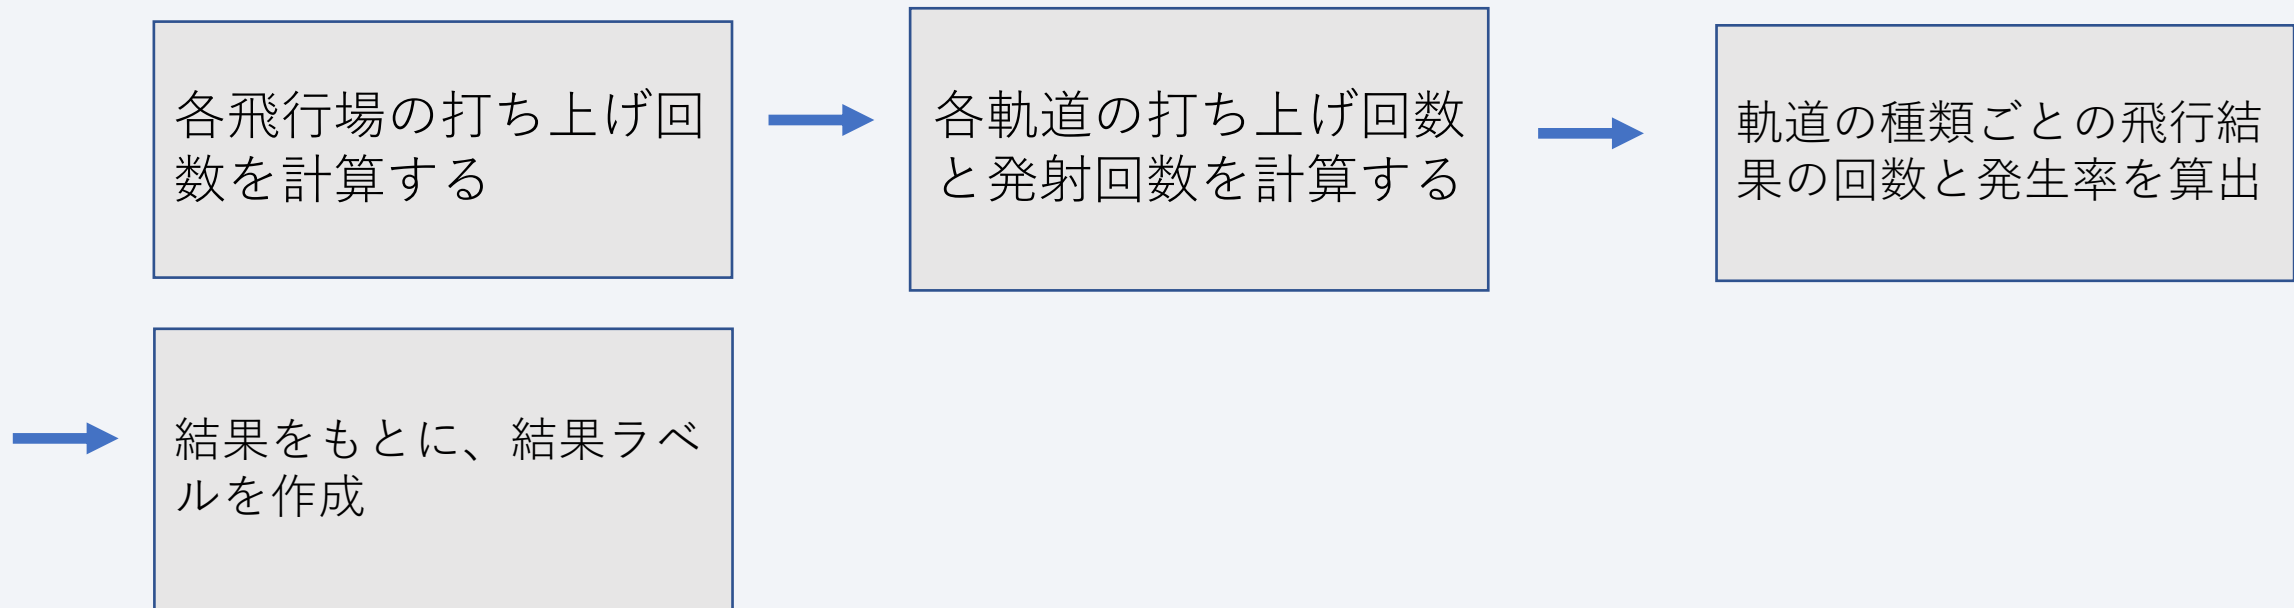 各飛行場の打ち上げ回
数を計算する
各軌道の打ち上げ回数
と発射回数を計算する
軌道の種類ごとの飛行結
果の回数と発生率を算出
結果をもとに、結果ラベ
ルを作成